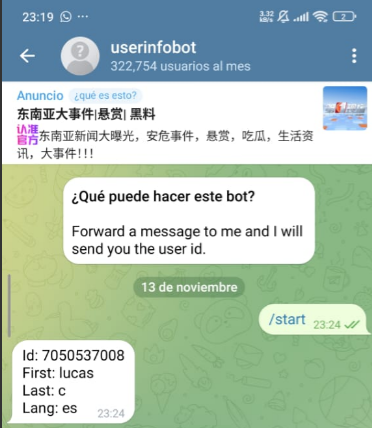 23:19
3.32
kB/s
2
userinfobot
322,754 usuarios al mes
Anuncio ¿qué es esto?
东南亚大事件|悬赏| 黑料
认准官方东南亚新闻大曝光，安危事件，悬赏，吃瓜，生活资
讯，大事件！！！
¿Qué puede hacer este bot?
Forward a message to me and I will
send you the user id.
13 de noviembre
/start 23:24
Id: 7050537008
First: lucas
Last: c
Lang: es 23:24